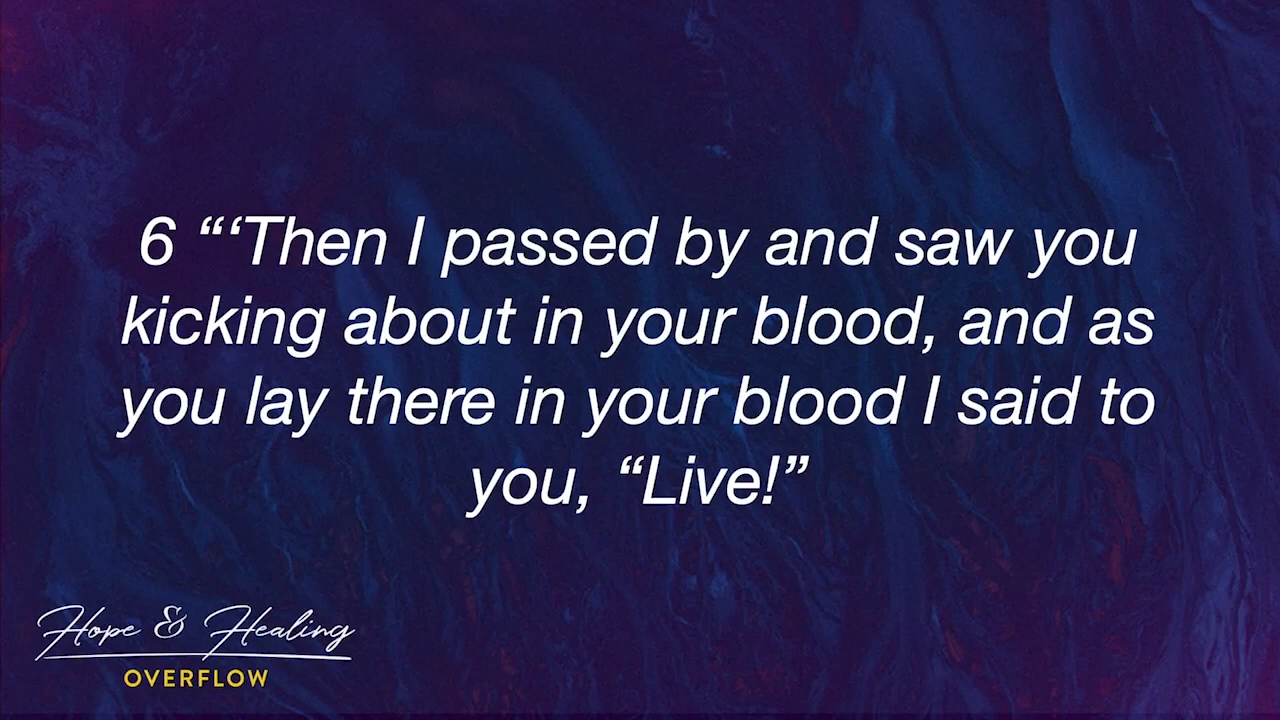 6 “‘Then I passed by and saw you
kicking about in your blood, and as
you lay there in your blood I said to
you, “Live!”
Hope & Healing
OVERFLOW